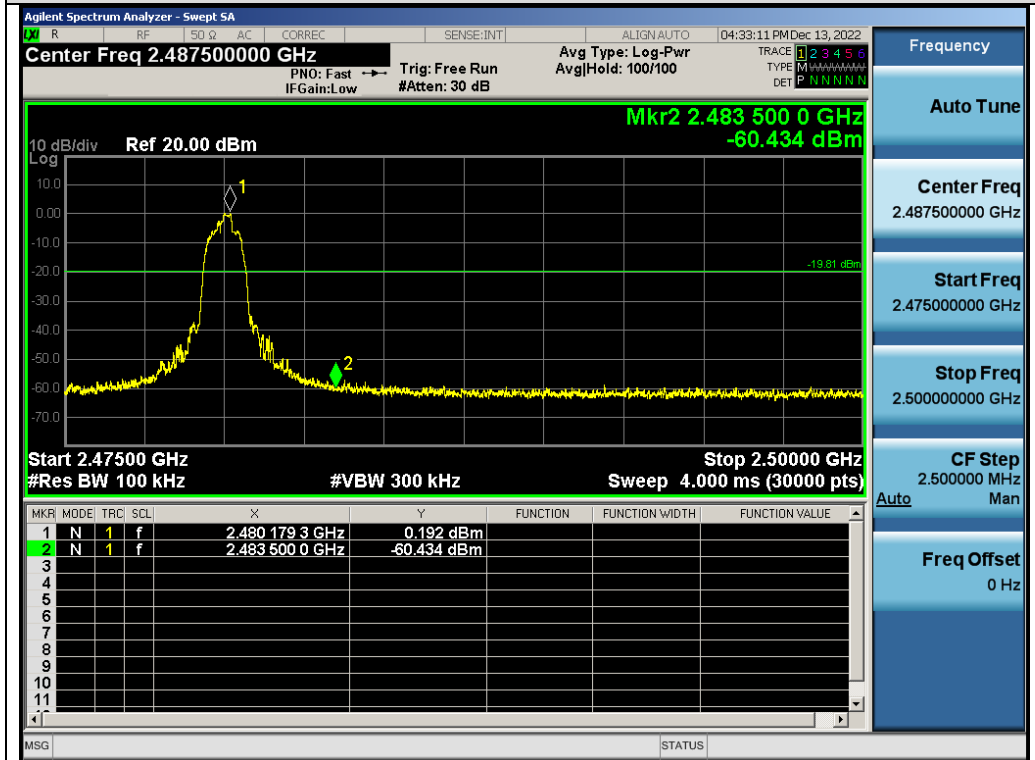 Agilent Spectrum Analyzer - Swept SA
LXI R RF 50 Ω AC CORREC SENSE:INT ALIGN AUTO 04:33:11 PM Dec 13, 2022
Center Freq 2.487500000 GHz
PNO: Fast
IFGain:Low
Trig: Free Run
#Atten: 30 dB
Avg Type: Log-Pwr
Avg|Hold: 100/100
TRACE 1 2 3 4 5 6
TYPE M WWWWW
DET P N N N N N
Mkr2 2.483 500 0 GHz
-60.434 dBm
10 dB/div Ref 20.00 dBm
Log
10.0
0.00
-10.0
-20.0
-30.0
-40.0
-50.0
-60.0
-70.0
1
2
-19.81 dBm
Start 2.47500 GHz Stop 2.50000 GHz
#Res BW 100 kHz #VBW 300 kHz Sweep 4.000 ms (30000 pts)
MKR MODE TRC SCL X Y FUNCTION FUNCTION WIDTH FUNCTION VALUE
1 N 1 f 2.480 179 3 GHz 0.192 dBm
2 N 1 f 2.483 500 0 GHz -60.434 dBm
3
4
5
6
7
8
9
10
11
MSG STATUS
Frequency
Auto Tune
Center Freq
2.487500000 GHz
Start Freq
2.475000000 GHz
Stop Freq
2.500000000 GHz
CF Step
2.500000 MHz
Auto Man
Freq Offset
0 Hz